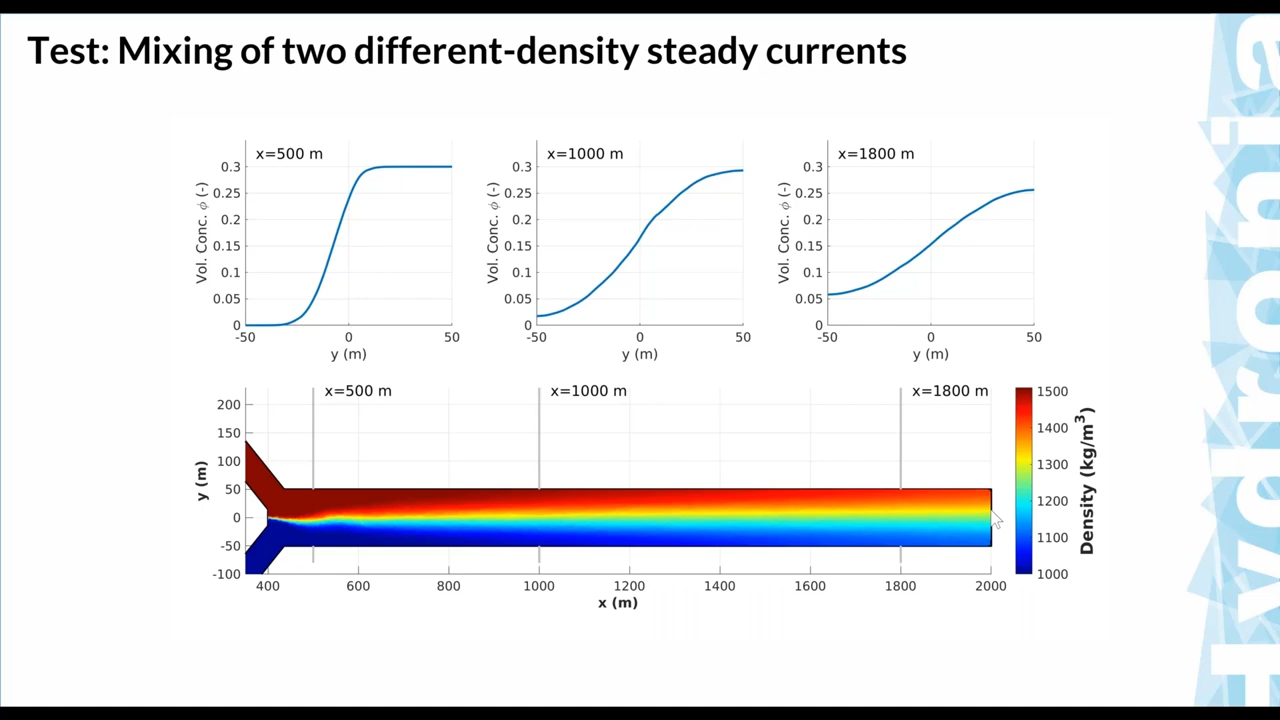 Test: Mixing of two different-density steady currents
x=500 m
Vol. Conc. ϕ (-)
0.3
0.25
0.2
0.15
0.1
0.05
0
-50 0 50
y (m)
x=1000 m
Vol. Conc. ϕ (-)
0.3
0.25
0.2
0.15
0.1
0.05
0
-50 0 50
y (m)
x=1800 m
Vol. Conc. ϕ (-)
0.3
0.25
0.2
0.15
0.1
0.05
0
-50 0 50
y (m)
x=500 m x=1000 m x=1800 m
y (m)
200
150
100
50
0
-50
-100
400 600 800 1000 1200 1400 1600 1800 2000
x (m)
1500
1400
1300
1200
1100
1000
Density (kg/m³)
Hydronia